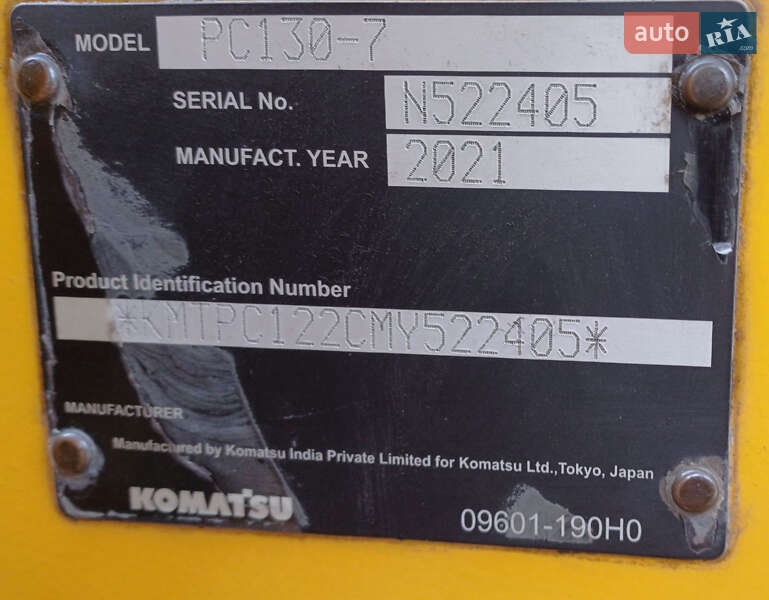 auto RIA .com
MODEL PC130-7
SERIAL No. N522405
MANUFACT. YEAR 2021
Product Identification Number
*KMTPC122CMY522405*
MANUFACTURER
Manufactured by Komatsu India Private Limited for Komatsu Ltd.,Tokyo, Japan
KOMATSU
09601-190H0